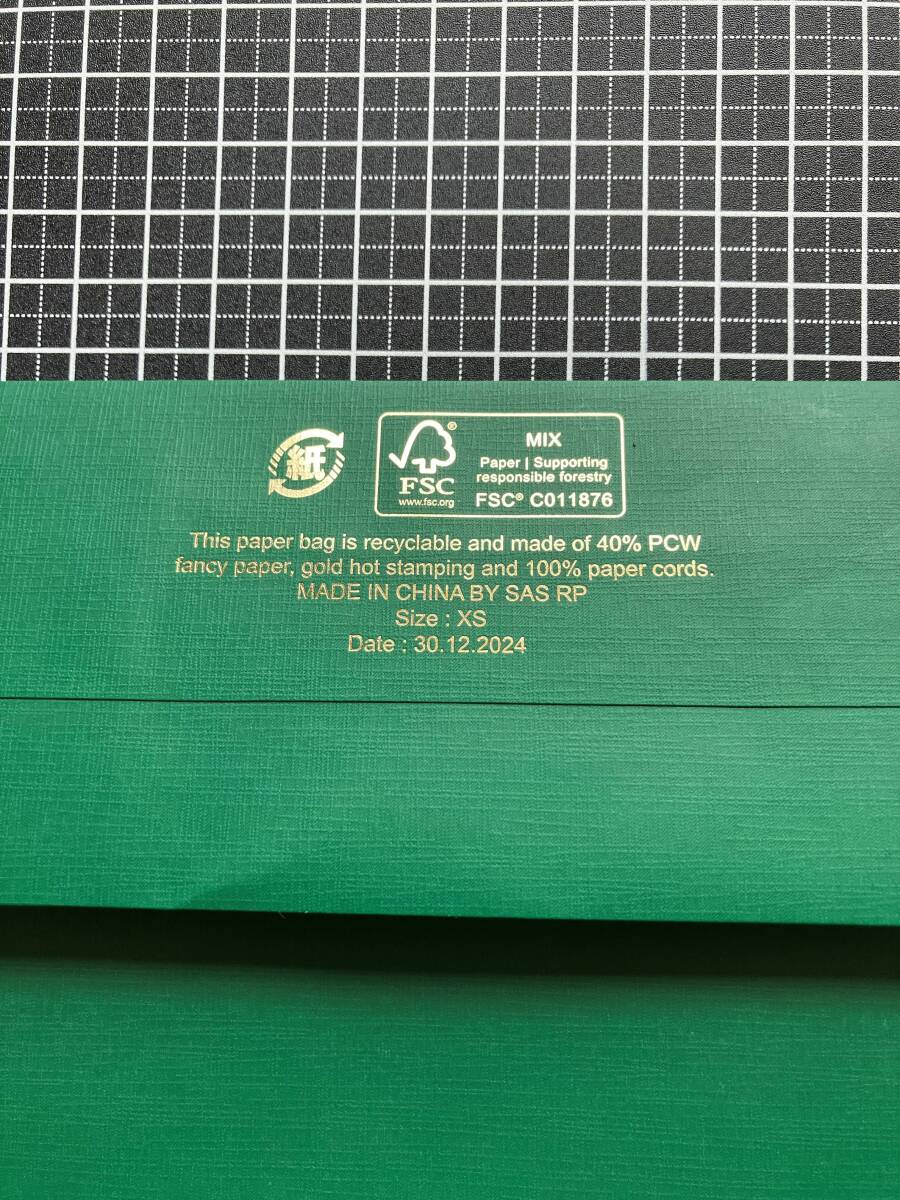 紙
FSC®
www.fsc.org
MIX
Paper | Supporting
responsible forestry
FSC® C011876
This paper bag is recyclable and made of 40% PCW
fancy paper, gold hot stamping and 100% paper cords.
MADE IN CHINA BY SAS RP
Size : XS
Date : 30.12.2024